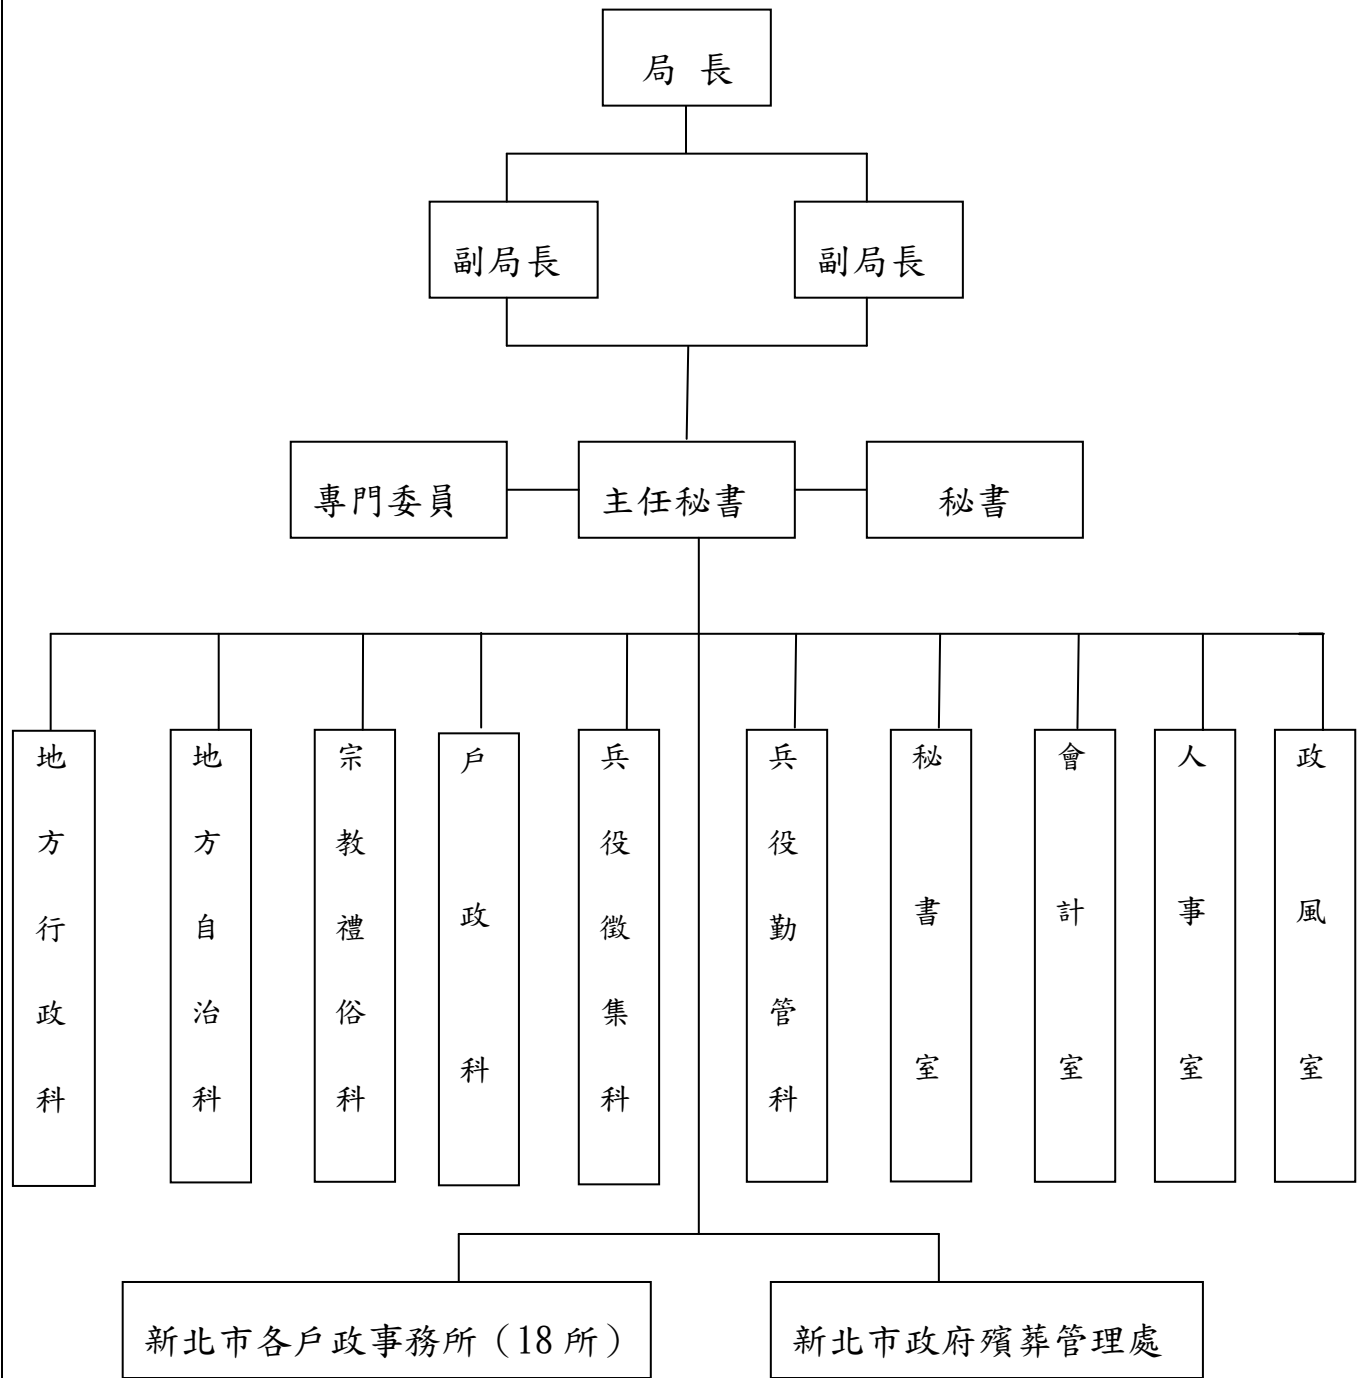 局 長
副局長
副局長
專門委員
主任秘書
秘書
地方行政科
地方自治科
宗教禮俗科
戶政科
兵役徵集科
兵役勤管科
秘書室
會計室
人事室
政風室
新北市各戶政事務所（18 所）
新北市政府殯葬管理處